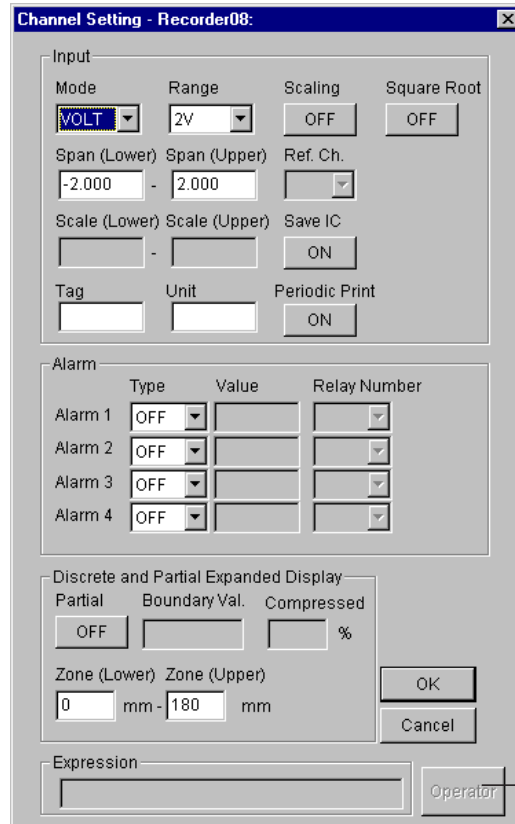 Channel Setting - Recorder08:
Input
Mode Range Scaling Square Root
VOLT 2V OFF OFF
Span (Lower) Span (Upper) Ref. Ch.
-2.000 - 2.000
Scale (Lower) Scale (Upper) Save IC
- ON
Tag Unit Periodic Print
ON
Alarm
Type Value Relay Number
Alarm 1 OFF
Alarm 2 OFF
Alarm 3 OFF
Alarm 4 OFF
Discrete and Partial Expanded Display
Partial Boundary Val. Compressed
OFF %
Zone (Lower) Zone (Upper)
0 mm - 180 mm
OK
Cancel
Expression
Operator